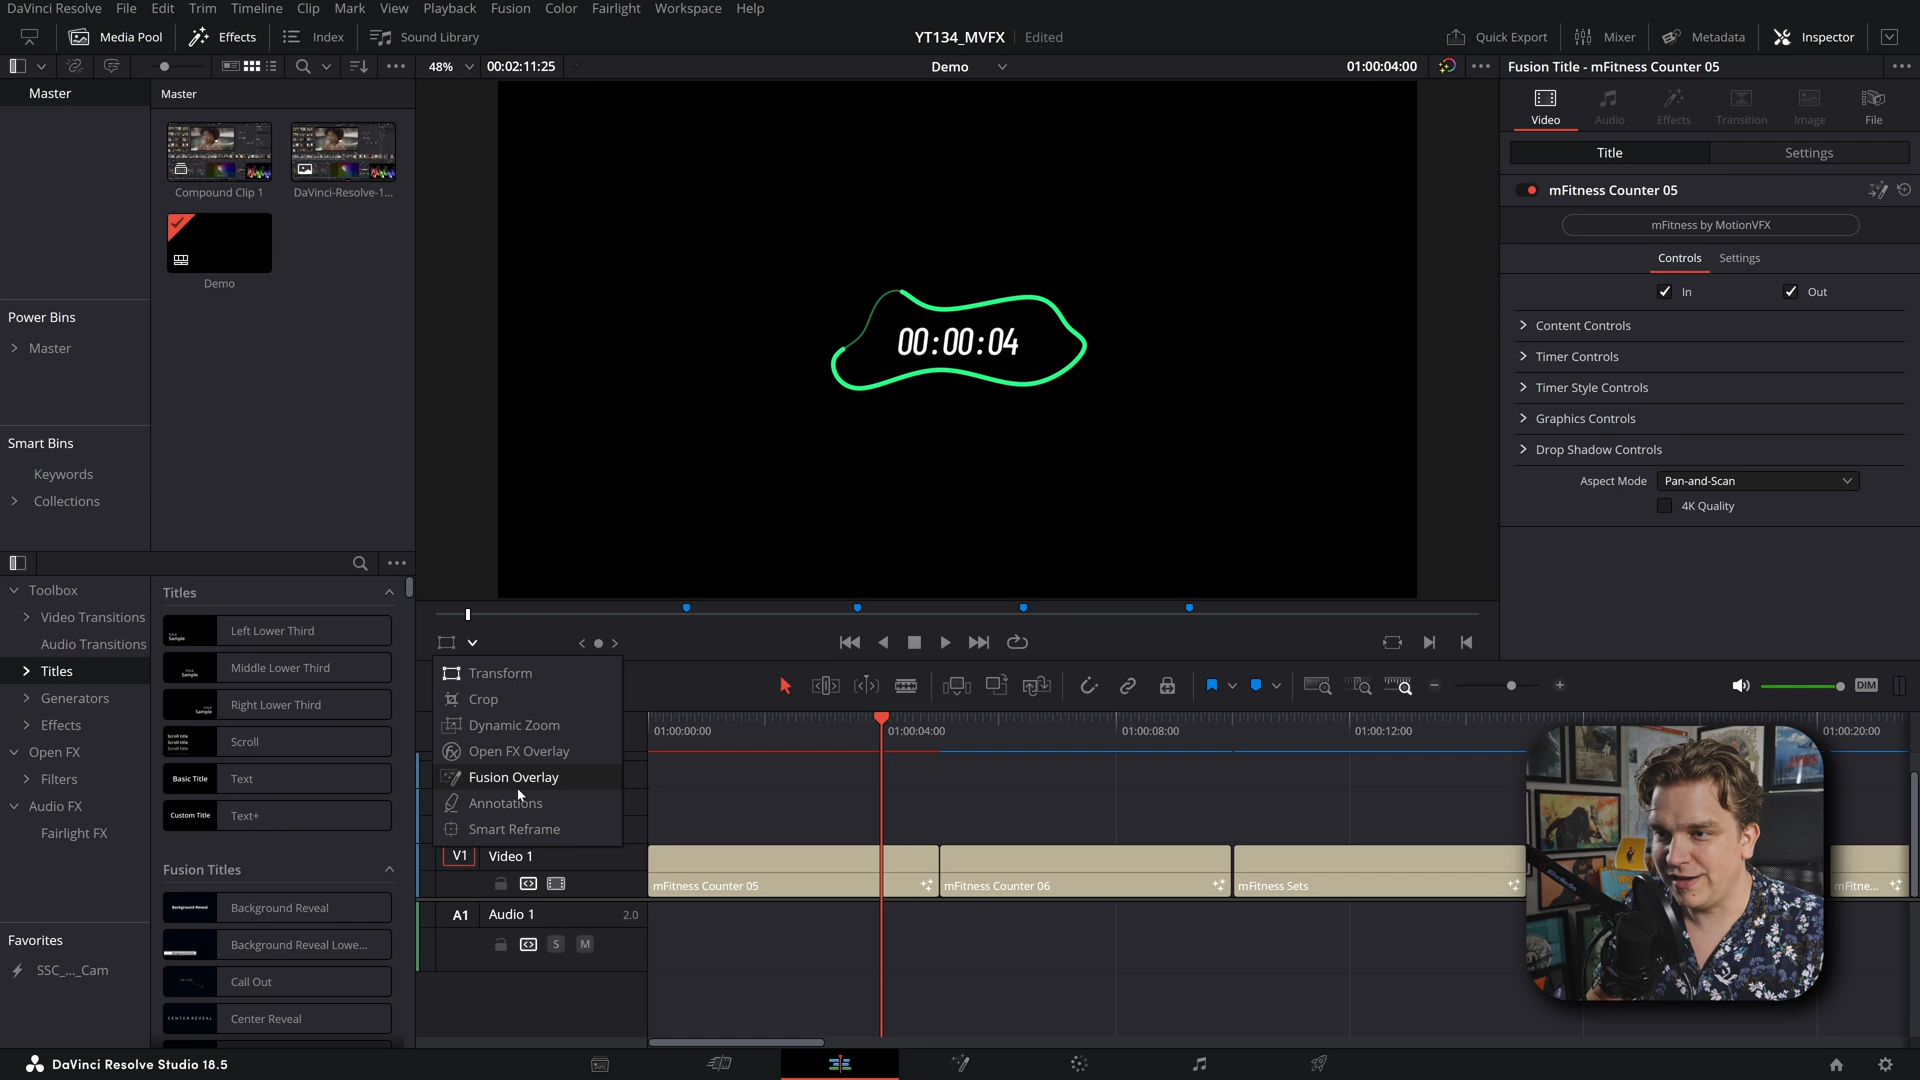 DaVinci Resolve File Edit Trim Timeline Clip Mark View Playback Fusion Color Fairlight Workspace Help
Media Pool Effects Index Sound Library YT134_MVFX Edited Quick Export Mixer Metadata Inspector
48% 00:02:11:25 Demo 01:00:04:00 Fusion Title - mFitness Counter 05
Master
Master
Compound Clip 1
DaVinci-Resolve-1...
Demo
Power Bins
Master
Smart Bins
Keywords
Collections
00:00:04
Video Audio Effects Transition Image File
Title Settings
mFitness Counter 05
mFitness by MotionVFX
Controls Settings
In Out
Content Controls
Timer Controls
Timer Style Controls
Graphics Controls
Drop Shadow Controls
Aspect Mode Pan-and-Scan
4K Quality
Toolbox
Video Transitions
Audio Transitions
Titles
Generators
Effects
Open FX
Filters
Audio FX
Fairlight FX
Favorites
SSC_..._Cam
Titles
Left Lower Third
Middle Lower Third
Right Lower Third
Scroll
Basic Title Text
Custom Title Text+
Fusion Titles
Background Reveal Background Reveal
Background Reveal Lowe...
Call Out
CENTER REVEAL Center Reveal
Transform
Crop
Dynamic Zoom
Open FX Overlay
Fusion Overlay
Annotations
Smart Reframe
DIM
01:00:00:00 01:00:04:00 01:00:08:00 01:00:12:00 01:00:20:00
V1 Video 1
mFitness Counter 05 mFitness Counter 06 mFitness Sets mFitne...
A1 Audio 1 2.0
S M
DaVinci Resolve Studio 18.5